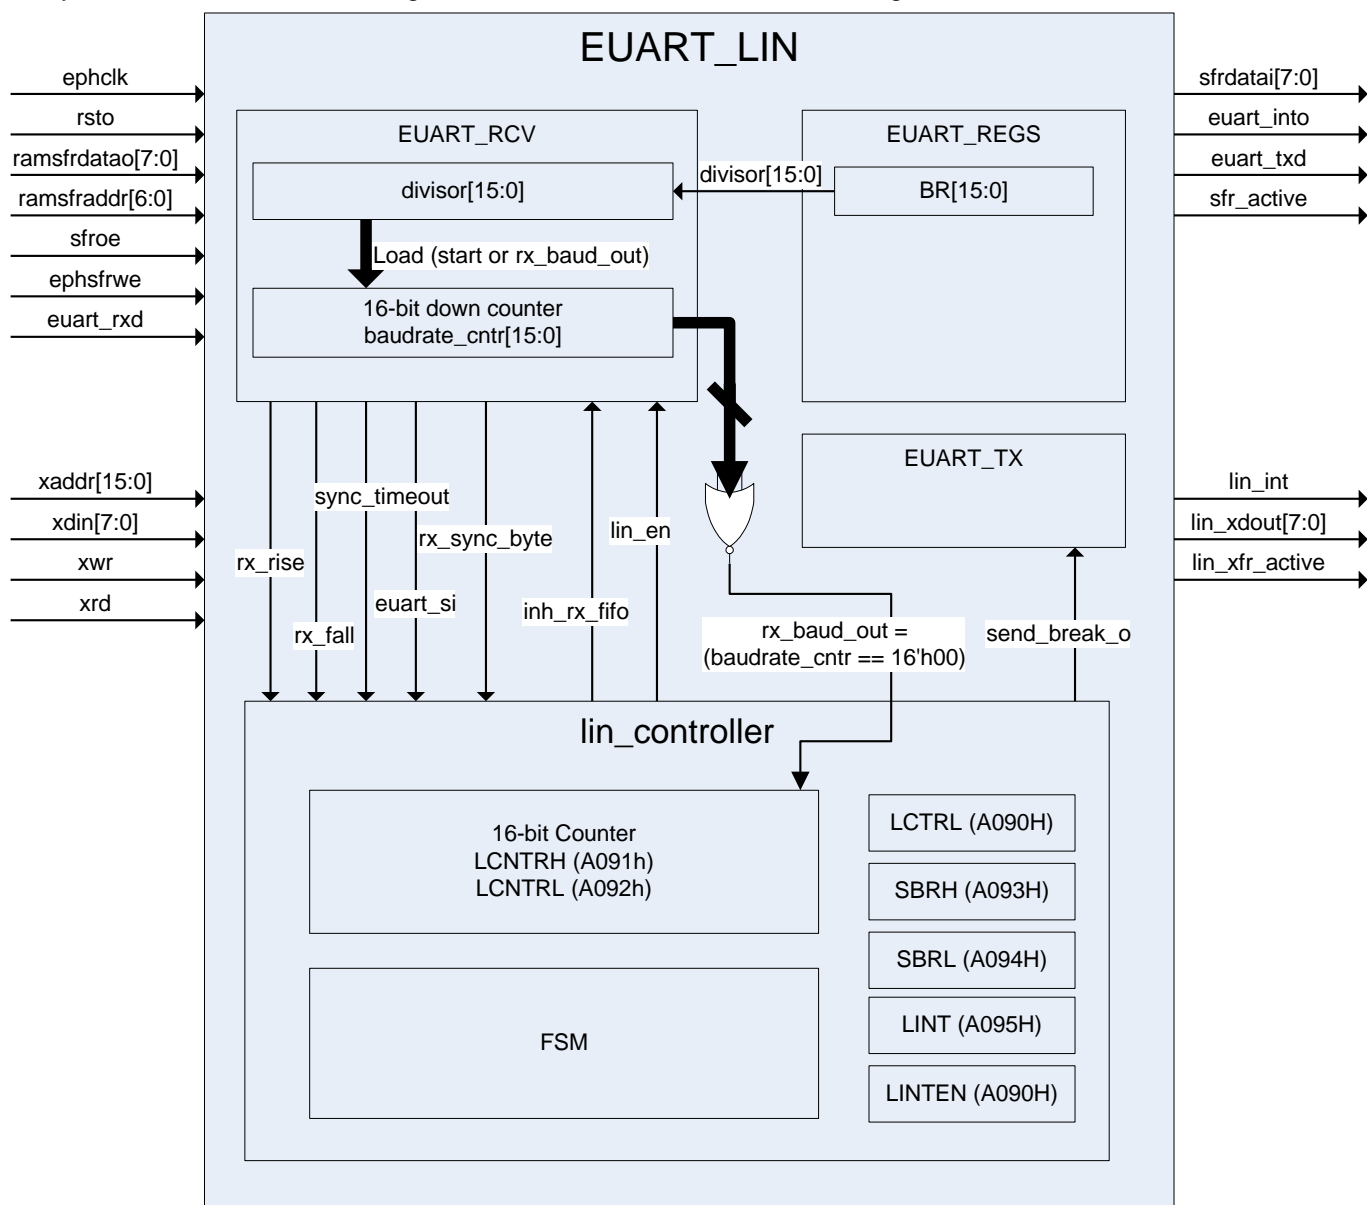 EUART_LIN
ephclk
rsto
ramsfrdatao[7:0]
ramsfraddr[6:0]
sfroe
ephsfrwe
euart_rxd
xaddr[15:0]
xdin[7:0]
xwr
xrd
EUART_RCV
divisor[15:0]
Load (start or rx_baud_out)
16-bit down counter
baudrate_cntr[15:0]
divisor[15:0]
EUART_REGS
BR[15:0]
EUART_TX
sfrdatai[7:0]
euart_into
euart_txd
sfr_active
lin_int
lin_xdout[7:0]
lin_xfr_active
rx_rise
rx_fall
sync_timeout
euart_si
rx_sync_byte
inh_rx_fifo
lin_en
rx_baud_out =
(baudrate_cntr == 16'h00)
send_break_o
lin_controller
16-bit Counter
LCNTRH (A091h)
LCNTRL (A092h)
FSM
LCTRL (A090H)
SBRH (A093H)
SBRL (A094H)
LINT (A095H)
LINTEN (A090H)